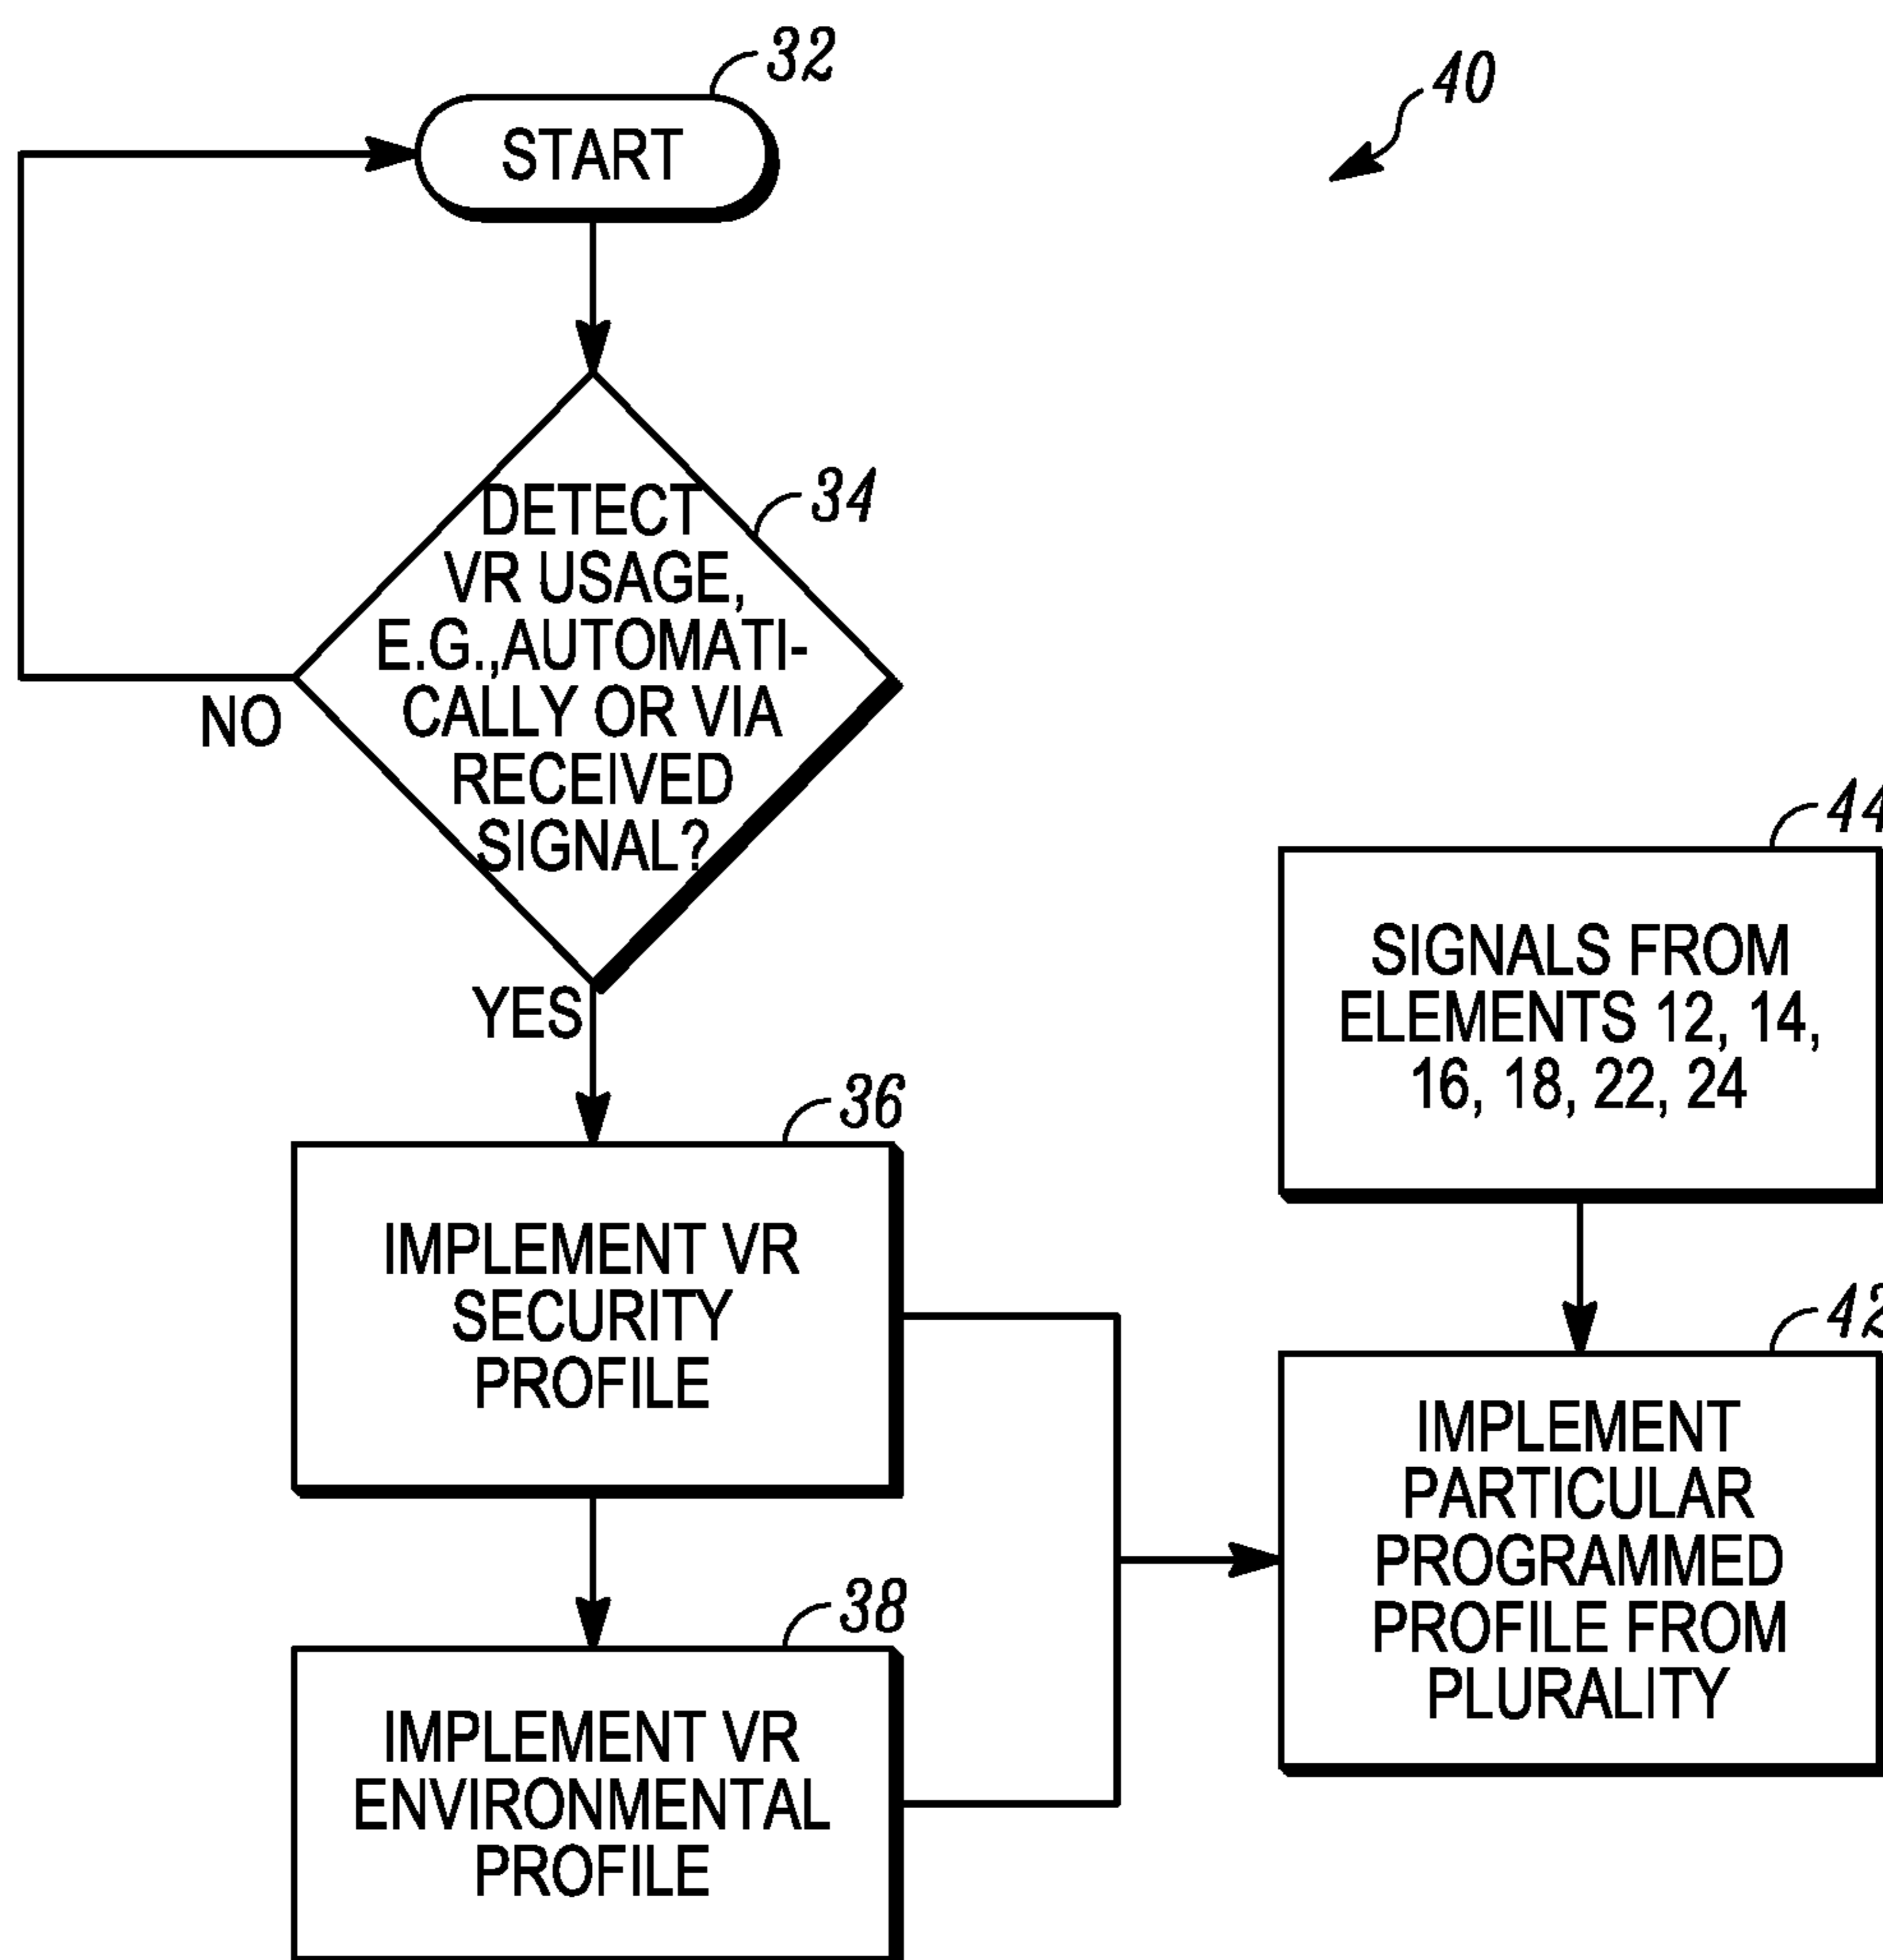 32
START
40
34
DETECT
VR USAGE,
E.G.,AUTOMATI-
CALLY OR VIA
RECEIVED
SIGNAL?
NO
YES
44
SIGNALS FROM
ELEMENTS 12, 14,
16, 18, 22, 24
36
IMPLEMENT VR
SECURITY
PROFILE
42
IMPLEMENT
PARTICULAR
PROGRAMMED
PROFILE FROM
PLURALITY
38
IMPLEMENT VR
ENVIRONMENTAL
PROFILE